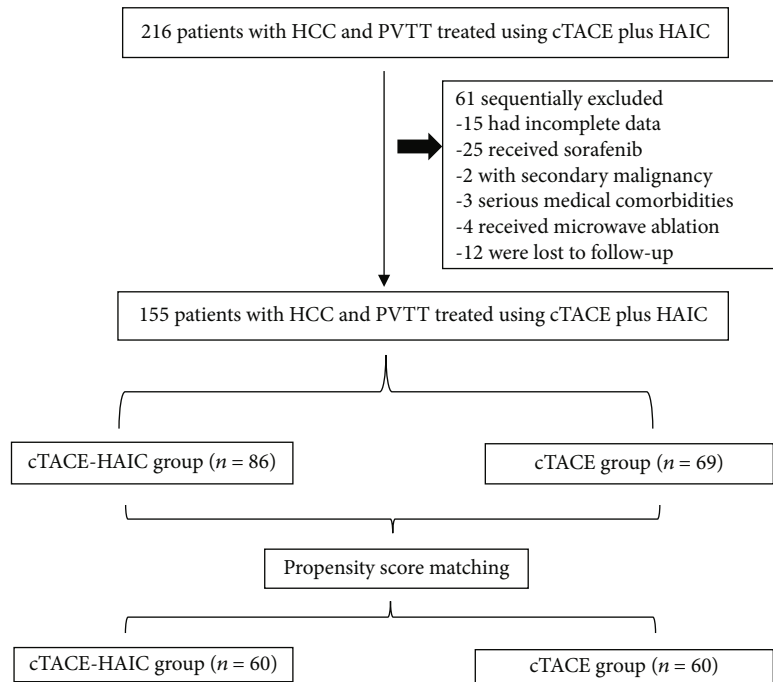 216 patients with HCC and PVTT treated using cTACE plus HAIC
61 sequentially excluded
-15 had incomplete data
-25 received sorafenib
-2 with secondary malignancy
-3 serious medical comorbidities
-4 received microwave ablation
-12 were lost to follow-up
155 patients with HCC and PVTT treated using cTACE plus HAIC
cTACE-HAIC group (n = 86)
cTACE group (n = 69)
Propensity score matching
cTACE-HAIC group (n = 60)
cTACE group (n = 60)